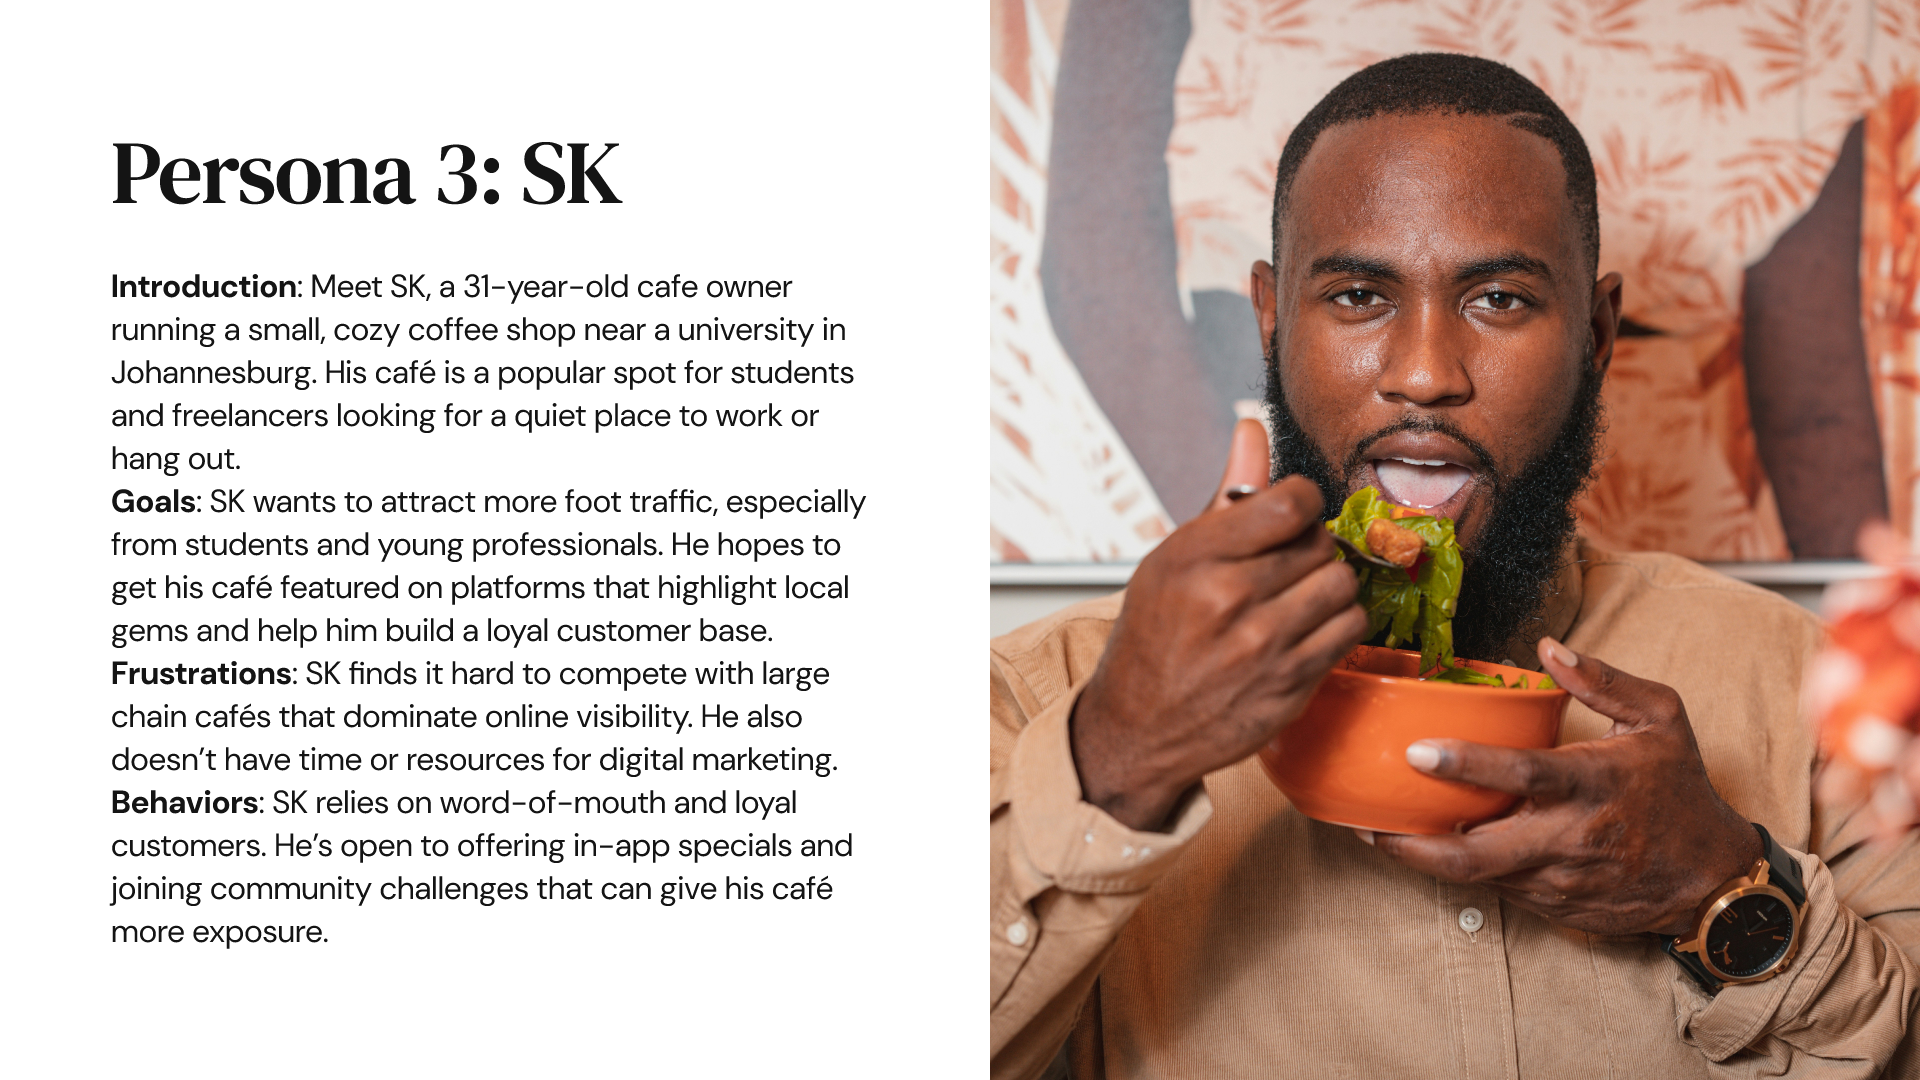 Persona 3: SK
Introduction: Meet SK, a 31-year-old cafe owner
running a small, cozy coffee shop near a university in
Johannesburg. His café is a popular spot for students
and freelancers looking for a quiet place to work or
hang out.
Goals: SK wants to attract more foot traffic, especially
from students and young professionals. He hopes to
get his café featured on platforms that highlight local
gems and help him build a loyal customer base.
Frustrations: SK finds it hard to compete with large
chain cafés that dominate online visibility. He also
doesn’t have time or resources for digital marketing.
Behaviors: SK relies on word-of-mouth and loyal
customers. He’s open to offering in-app specials and
joining community challenges that can give his café
more exposure.